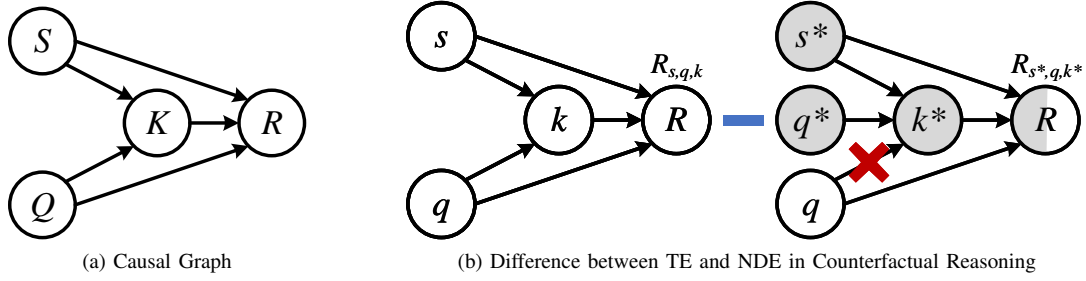 S
K
R
Q
(a) Causal Graph
s
k
R
q
R_{s,q,k}
s*
q*
k*
R
q
R_{s*,q,k*}
(b) Difference between TE and NDE in Counterfactual Reasoning